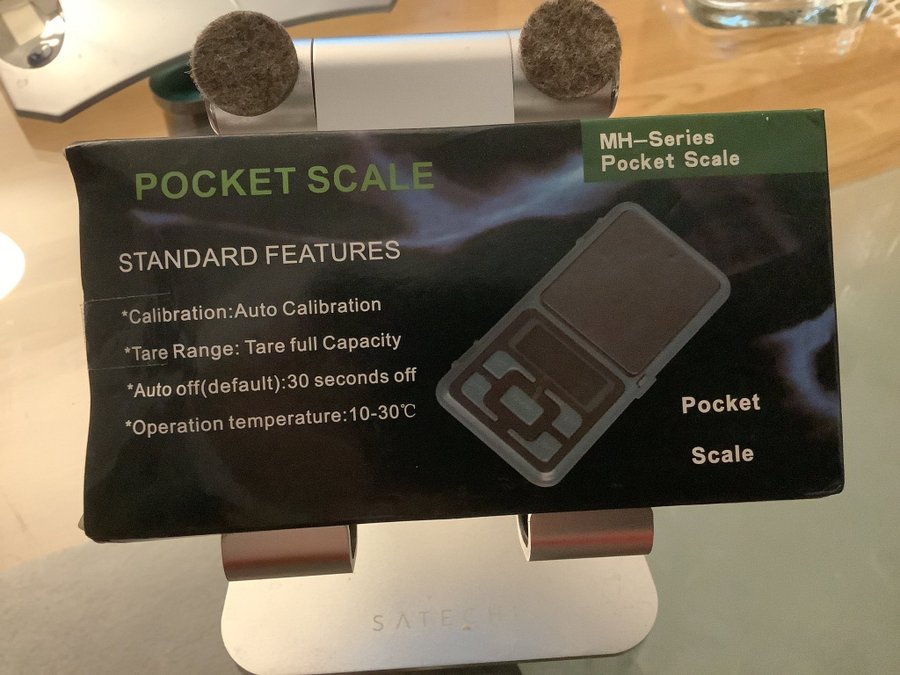 MH-Series
Pocket Scale
POCKET SCALE
STANDARD FEATURES
*Calibration:Auto Calibration
*Tare Range: Tare full Capacity
*Auto off(default):30 seconds off
*Operation temperature:10-30℃
Pocket
Scale
SATECHI